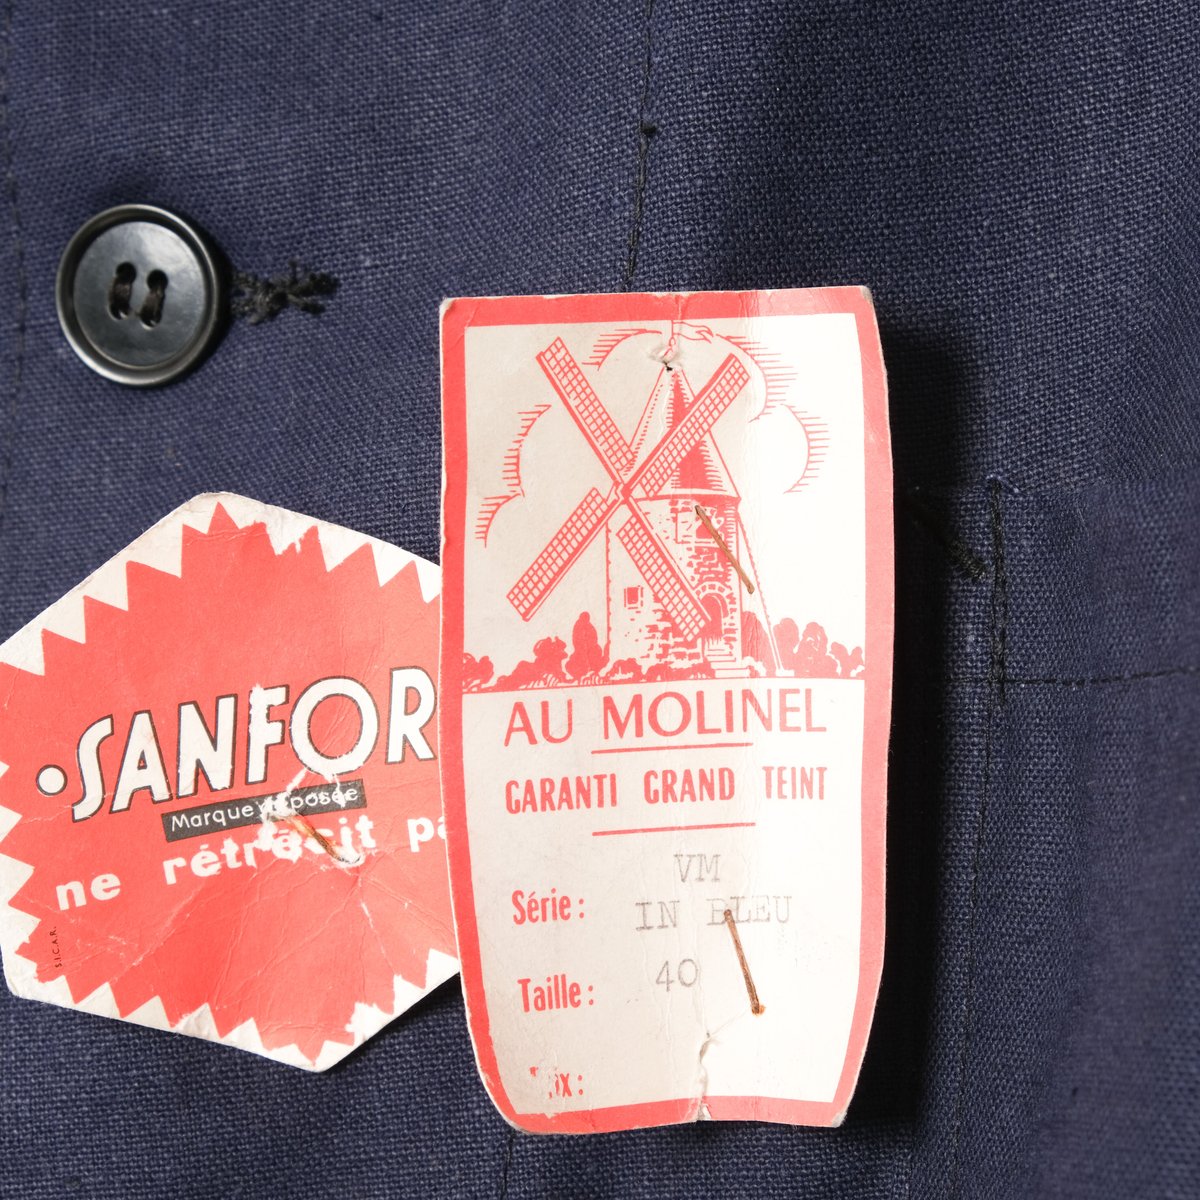 •SANFOR
Marque déposée
ne rétrécit pa
S.I.C.A.R.
AU MOLINEL
GARANTI GRAND TEINT
VM
Série : IN BLEU
Taille : 40